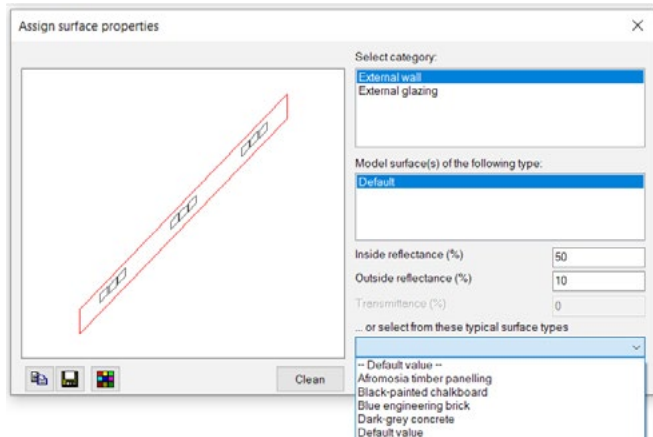 Assign surface properties
Select category:
External wall
External glazing
Model surface(s) of the following type:
Default
Inside reflectance (%)
50
Outside reflectance (%)
10
Transmittance (%)
0
... or select from these typical surface types
-- Default value --
Afromosia timber panelling
Black-painted chalkboard
Blue engineering brick
Dark-grey concrete
Default value
Clean